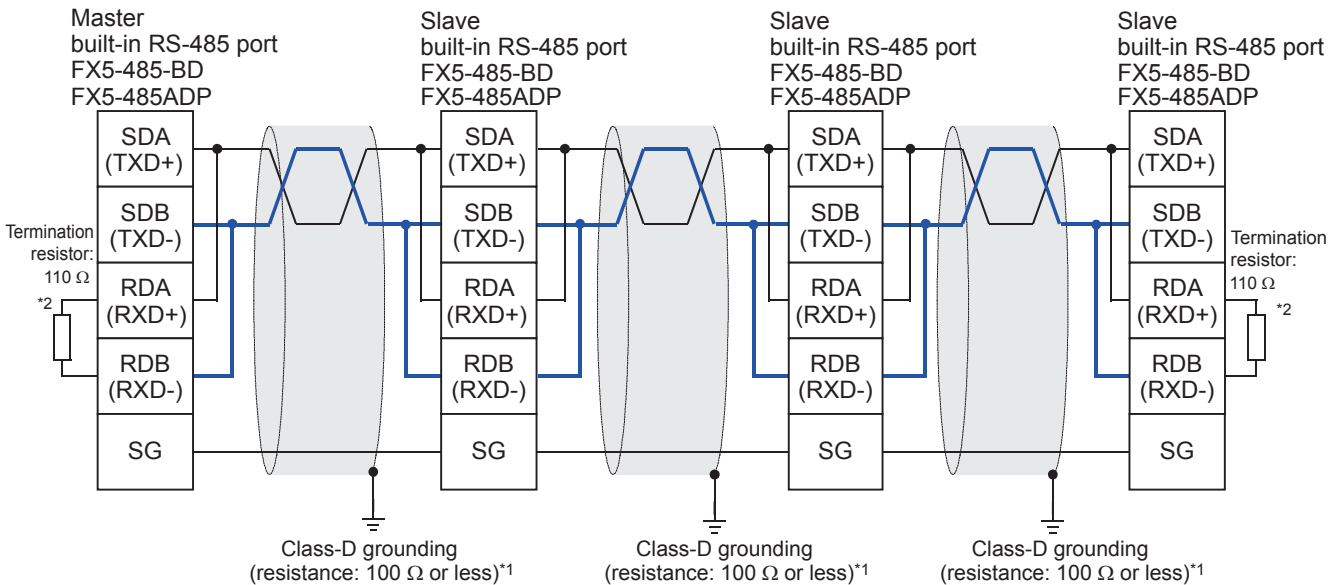 Master
built-in RS-485 port
FX5-485-BD
FX5-485ADP
Slave
built-in RS-485 port
FX5-485-BD
FX5-485ADP
Slave
built-in RS-485 port
FX5-485-BD
FX5-485ADP
Slave
built-in RS-485 port
FX5-485-BD
FX5-485ADP
Termination
resistor:
110 Ω
*2
SDA
(TXD+)
SDB
(TXD-)
RDA
(RXD+)
RDB
(RXD-)
SG
SDA
(TXD+)
SDB
(TXD-)
RDA
(RXD+)
RDB
(RXD-)
SG
SDA
(TXD+)
SDB
(TXD-)
RDA
(RXD+)
RDB
(RXD-)
SG
SDA
(TXD+)
SDB
(TXD-)
RDA
(RXD+)
RDB
(RXD-)
SG
Termination
resistor:
110 Ω
*2
Class-D grounding
(resistance: 100 Ω or less)*1
Class-D grounding
(resistance: 100 Ω or less)*1
Class-D grounding
(resistance: 100 Ω or less)*1